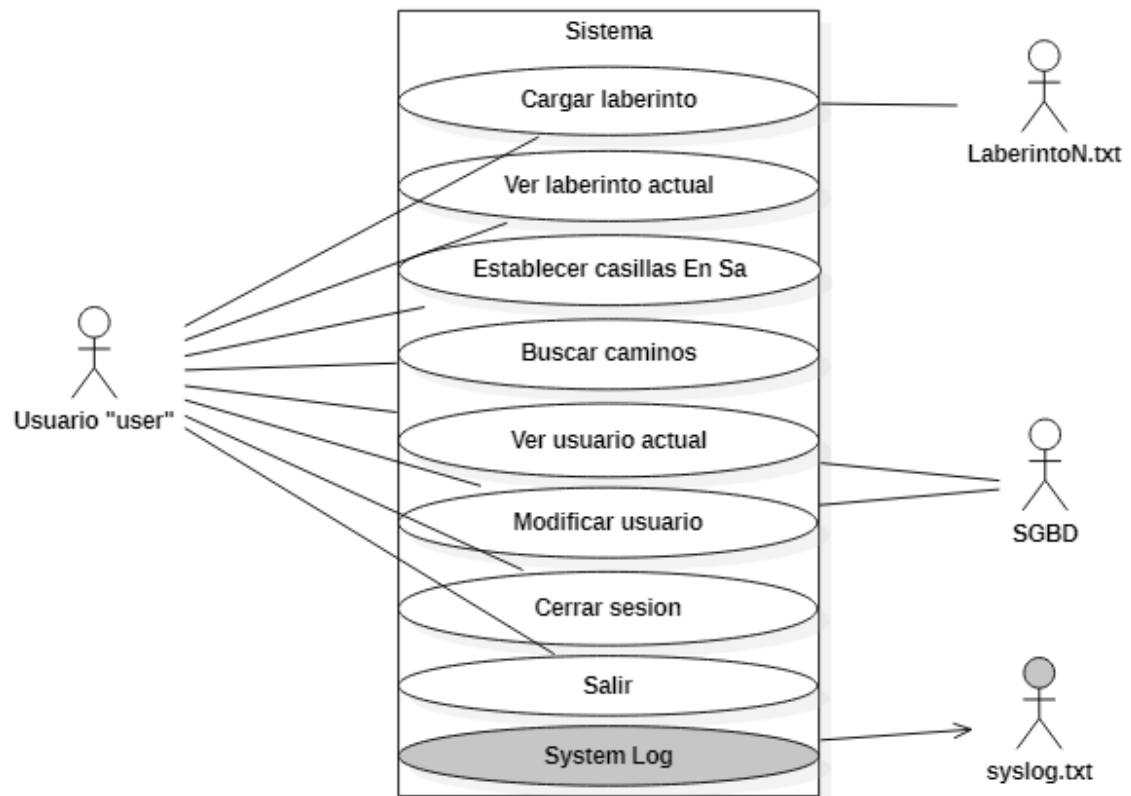 Sistema
Cargar laberinto
LaberintoN.txt
Ver laberinto actual
Establecer casillas En Sa
Buscar caminos
Usuario "user"
Ver usuario actual
Modificar usuario
SGBD
Cerrar sesion
Salir
System Log
syslog.txt